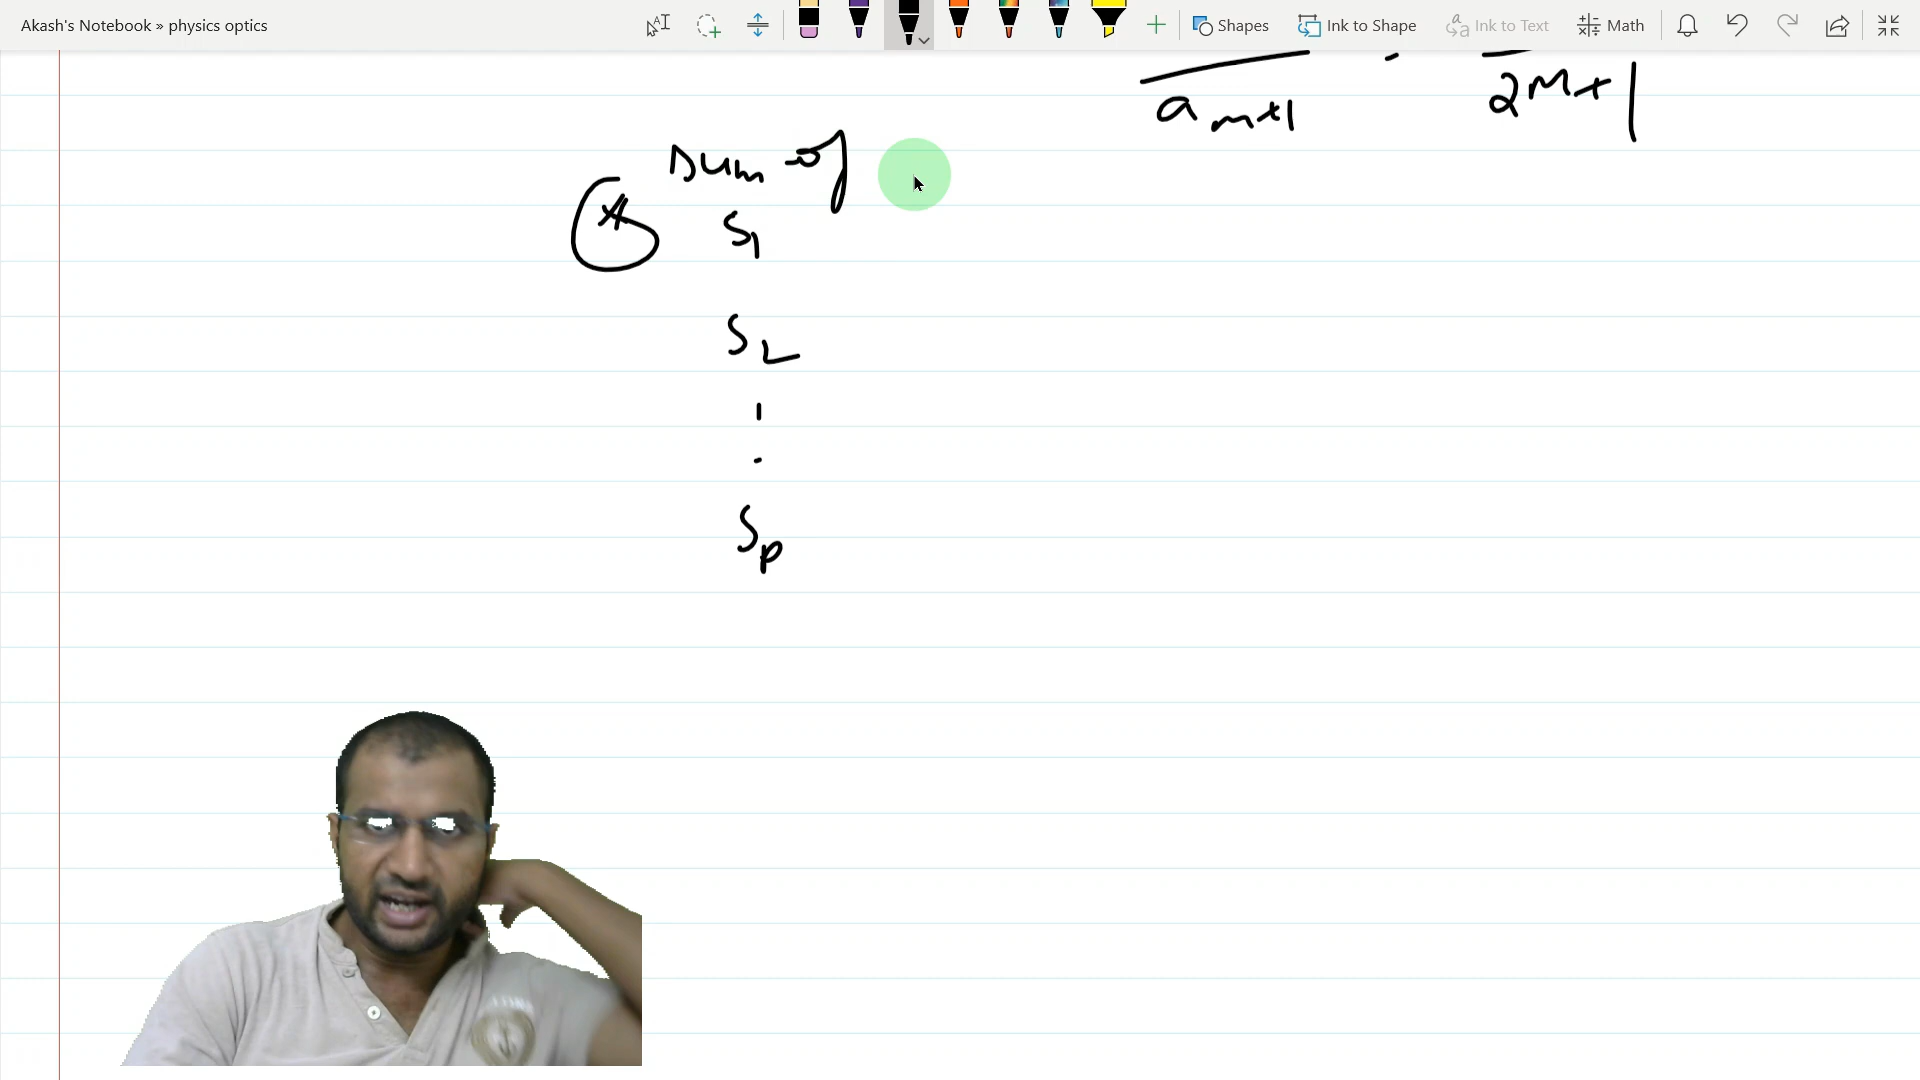 Akash's Notebook » physics optics
Shapes Ink to Shape Ink to Text Math
a m+1 2m+1
sum of
S1
S2
.
.
Sp